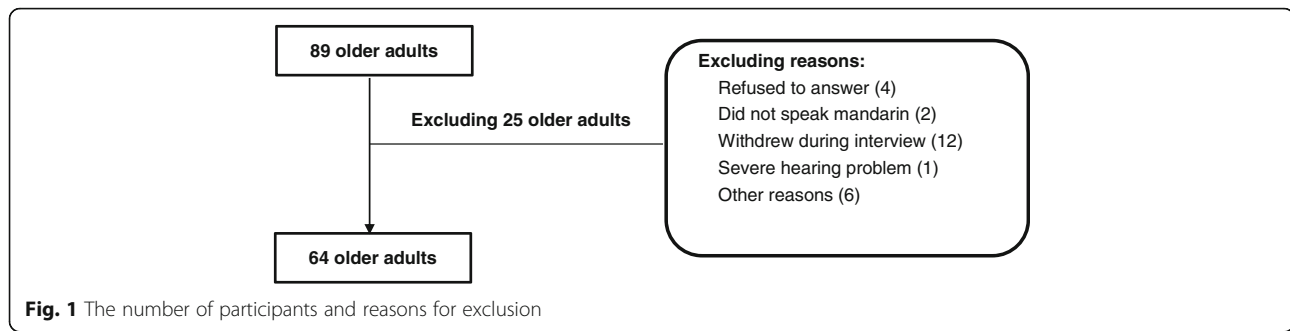 89 older adults
Excluding 25 older adults
Excluding reasons:
Refused to answer (4)
Did not speak mandarin (2)
Withdrew during interview (12)
Severe hearing problem (1)
Other reasons (6)
64 older adults
Fig. 1 The number of participants and reasons for exclusion